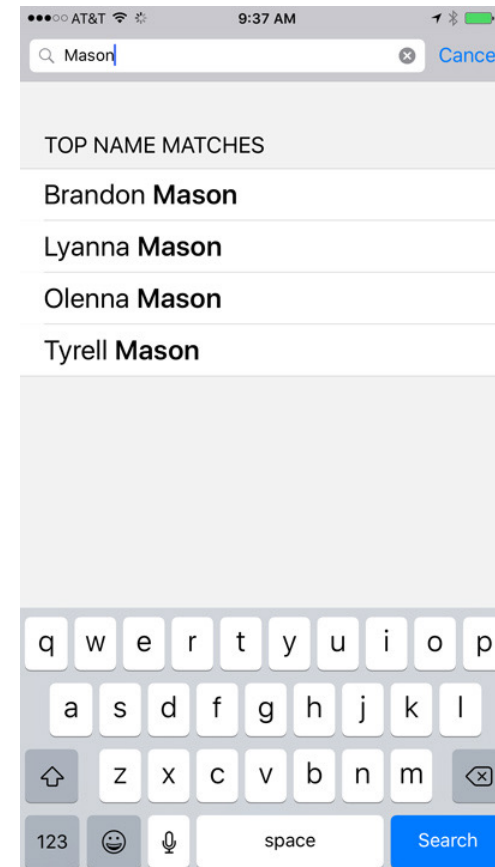 AT&T 9:37 AM
Mason Cance
TOP NAME MATCHES
Brandon Mason
Lyanna Mason
Olenna Mason
Tyrell Mason
q w e r t y u i o p
a s d f g h j k l
z x c v b n m
123 space Search